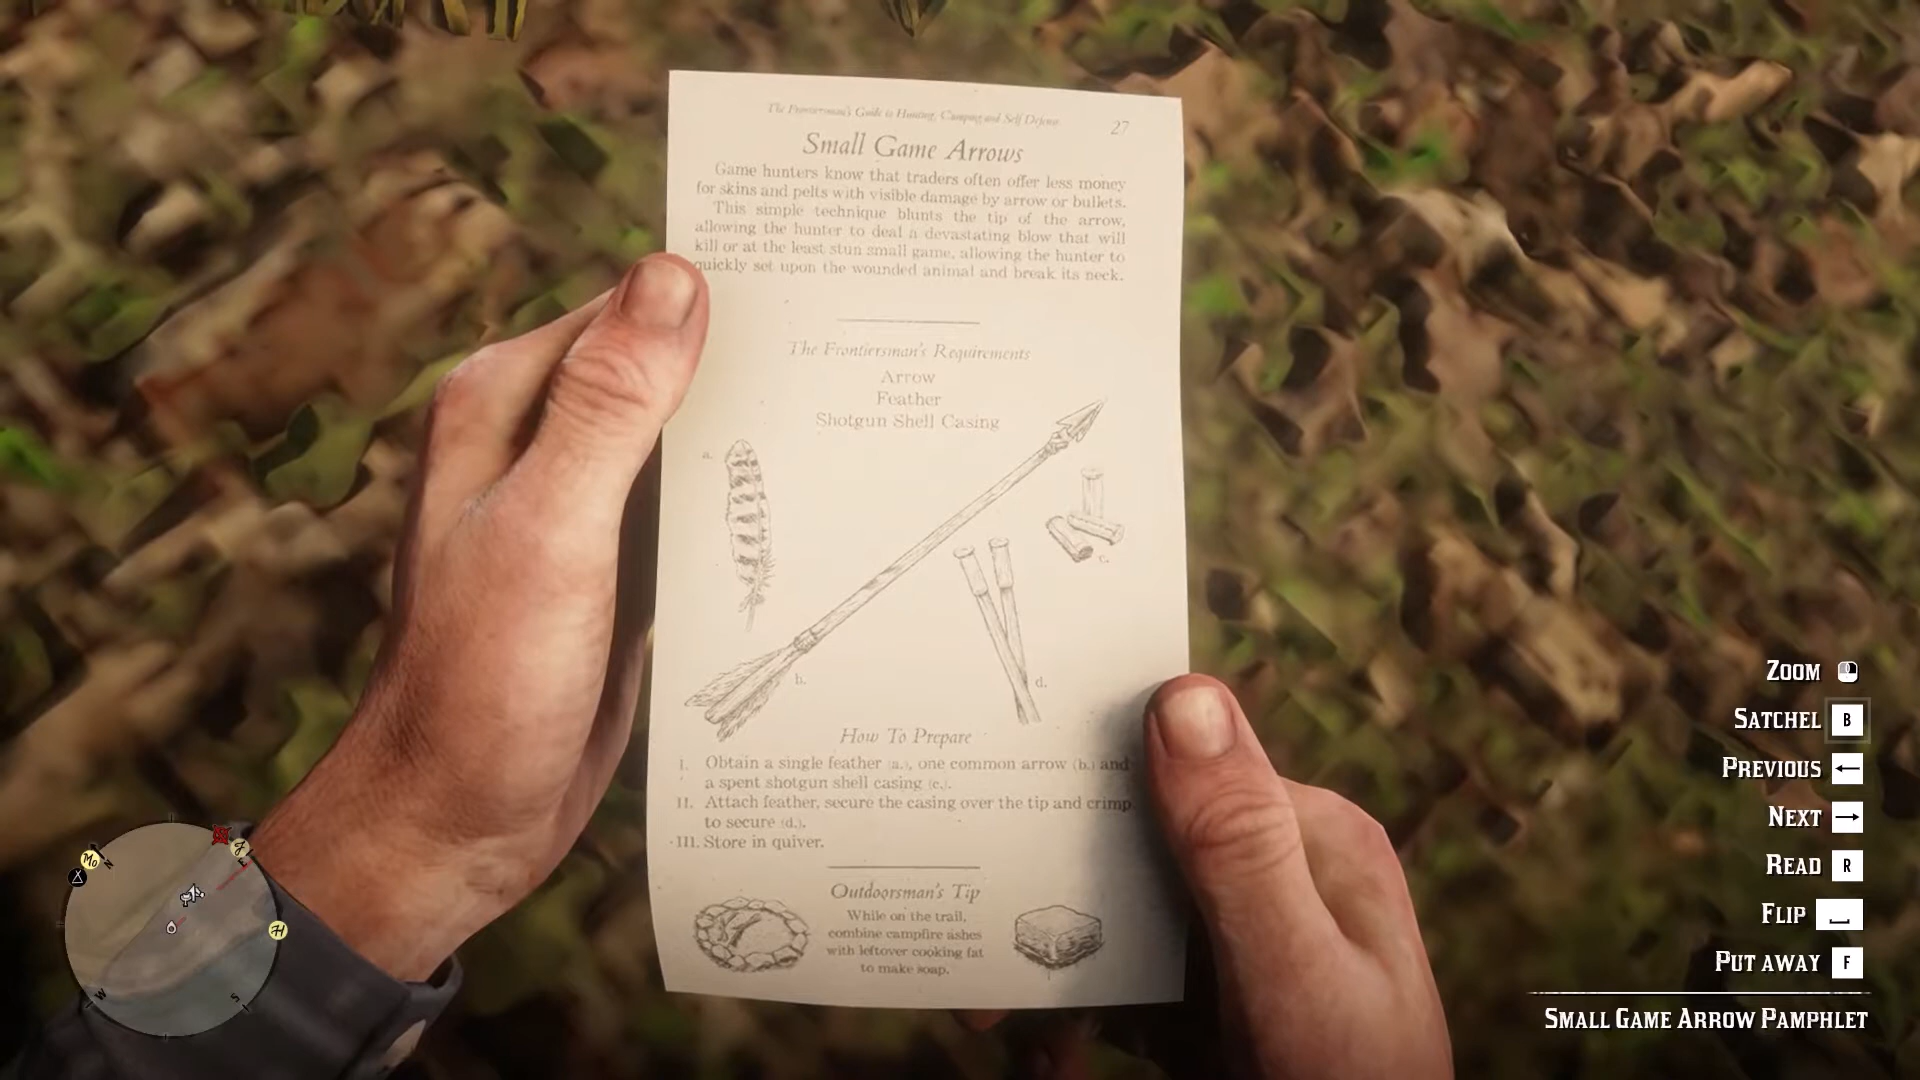 The Frontiersman's Guide to Hunting, Camping and Self Defense
27
Small Game Arrows
Game hunters know that traders often offer less money
for skins and pelts with visible damage by arrow or bullets.
This simple technique blunts the tip of the arrow,
allowing the hunter to deal a devastating blow that will
kill or at the least stun small game, allowing the hunter to
quickly set upon the wounded animal and break its neck.
The Frontiersman's Requirements
Arrow
Feather
Shotgun Shell Casing
a.
c.
b.
d.
How To Prepare
I. Obtain a single feather (a.), one common arrow (b.) and
a spent shotgun shell casing (c.).
II. Attach feather, secure the casing over the tip and crimp
to secure (d.).
III. Store in quiver.
Outdoorsman's Tip
While on the trail,
combine campfire ashes
with leftover cooking fat
to make soap.
Zoom
Satchel B
Previous ←
Next →
Read R
Flip
Put away F
Small Game Arrow Pamphlet
Mo
N
J
E
H
W
S